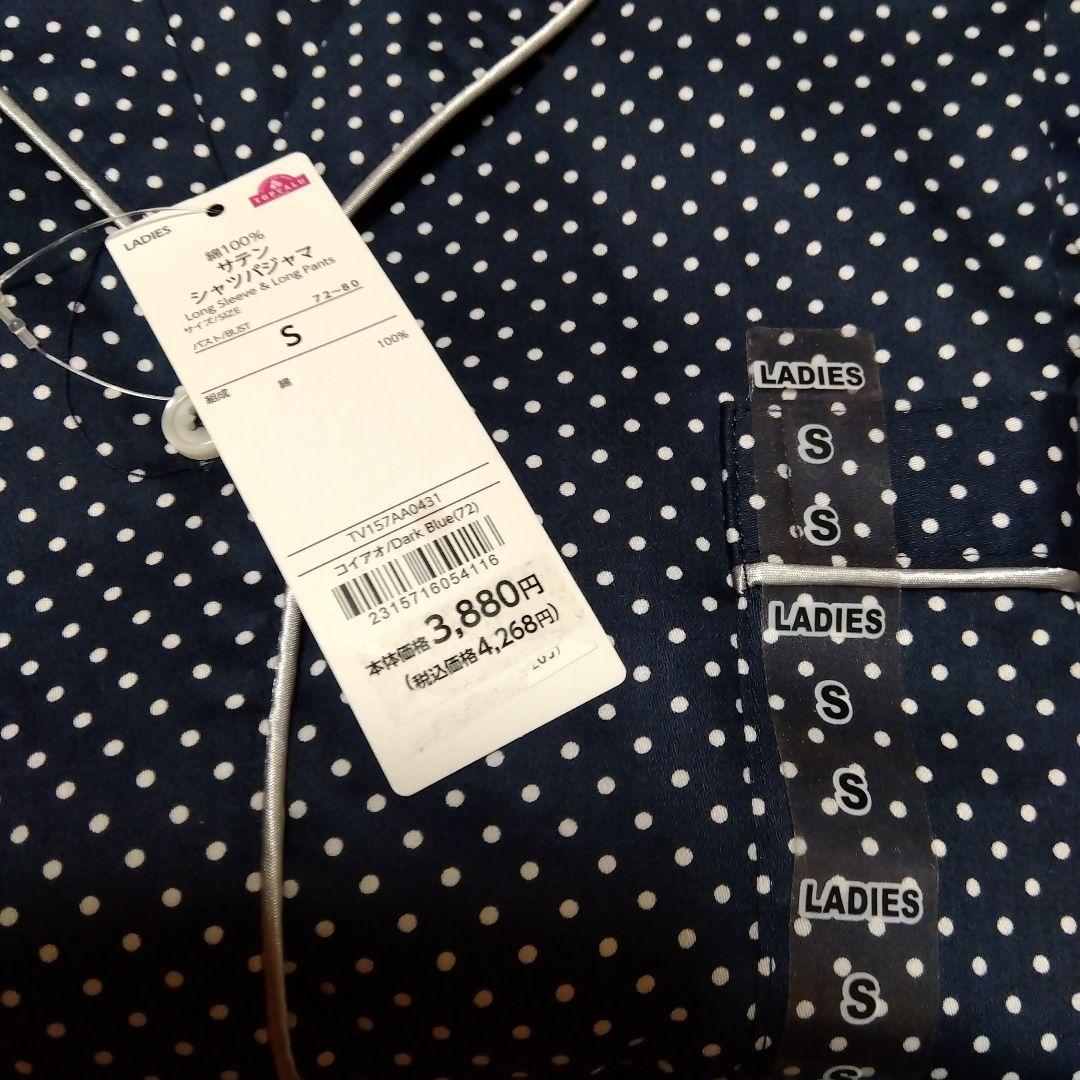 TOPVALU
LADIES
綿100%
サテン
シャツパジャマ
Long Sleeve & Long Pants
サイズ/SIZE
バスト/BUST 72~80
S
組成 綿 100%
TV157AA0431
コイアオ/Dark Blue(72)
2315716054116
本体価格 3,880円
(税込価格4,268円)
LADIES
S
S
LADIES
S
S
LADIES
S
S